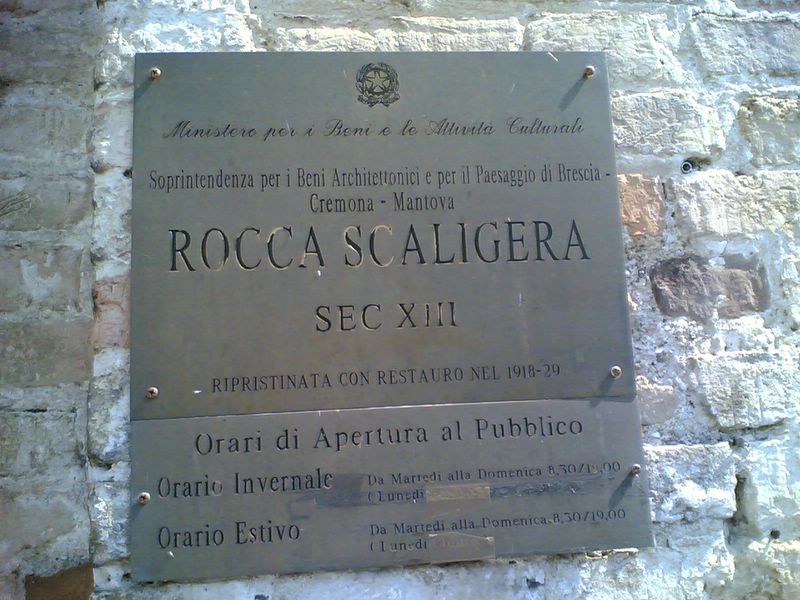 Ministero per i Beni e le Attività Culturali
Soprintendenza per i Beni Architettonici e per il Paesaggio di Brescia -
Cremona - Mantova
ROCCA SCALIGERA
SEC XIII
RIPRISTINATA CON RESTAURO NEL 1918-29
Orari di Apertura al Pubblico
Orario Invernale Da Martedì alla Domenica 8,30/19,00
( Lunedì
Orario Estivo Da Martedì alla Domenica 8,30/19,00
( Lunedì